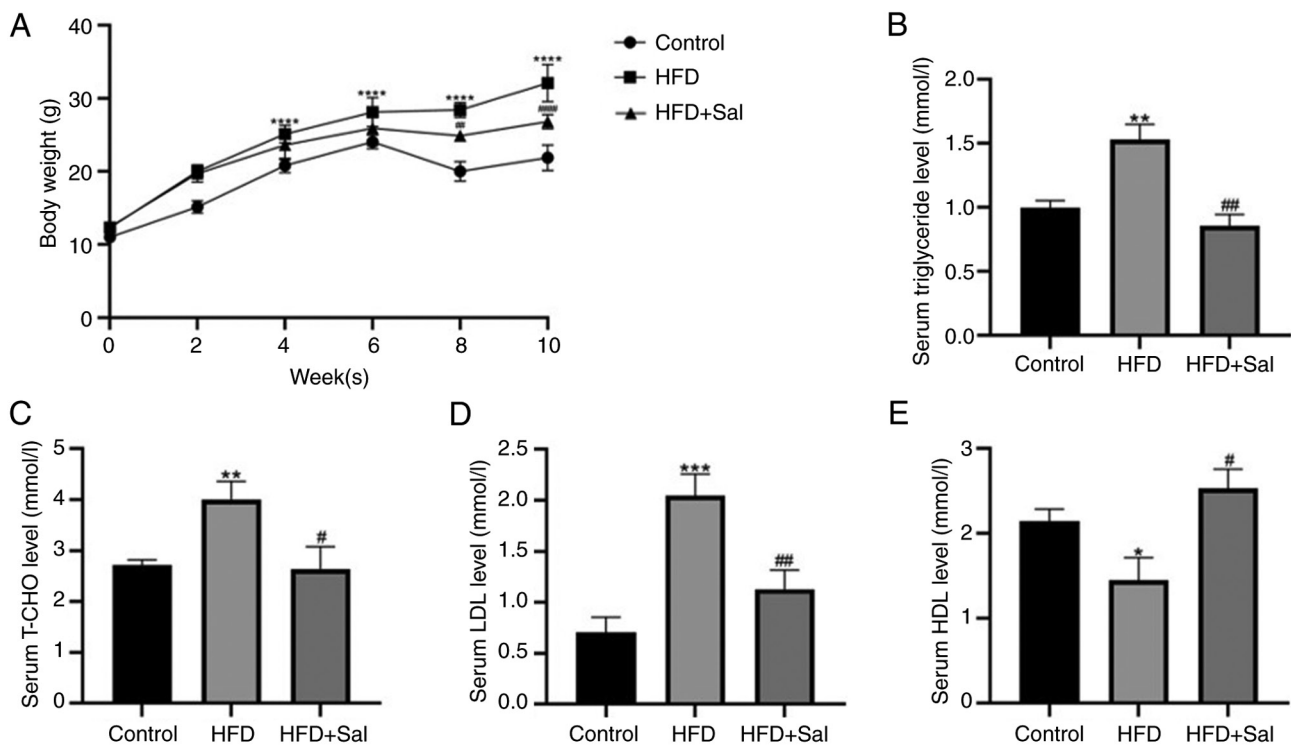 A
40
30
20
10
0
Body weight (g)
0 2 4 6 8 10
Week(s)
****
****
****
****
##
####
Control
HFD
HFD+Sal
B
2.0
1.5
1.0
0.5
0.0
Serum triglyceride level (mmol/l)
**
##
Control HFD HFD+Sal
C
5
4
3
2
1
0
Serum T-CHO level (mmol/l)
**
#
Control HFD HFD+Sal
D
2.5
2.0
1.5
1.0
0.5
0.0
Serum LDL level (mmol/l)
***
##
Control HFD HFD+Sal
E
3
2
1
0
Serum HDL level (mmol/l)
*
#
Control HFD HFD+Sal